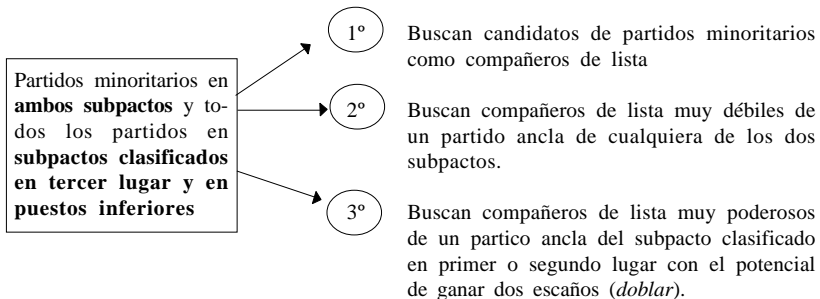 Partidos minoritarios en
ambos subpactos y to-
dos los partidos en
subpactos clasificados
en tercer lugar y en
puestos inferiores
1º
Buscan candidatos de partidos minoritarios
como compañeros de lista
2º
Buscan compañeros de lista muy débiles de
un partido ancla de cualquiera de los dos
subpactos.
3º
Buscan compañeros de lista muy poderosos
de un partico ancla del subpacto clasificado
en primer o segundo lugar con el potencial
de ganar dos escaños (doblar).